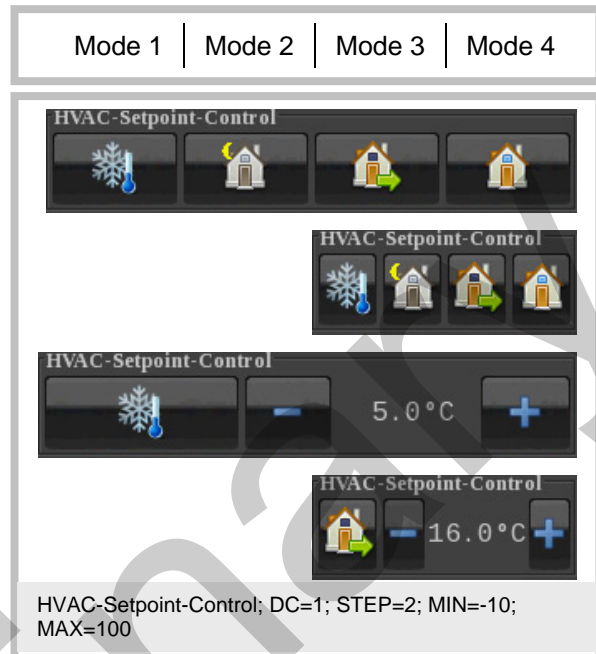 Mode 1 Mode 2 Mode 3 Mode 4
HVAC-Setpoint-Control
HVAC-Setpoint-Control
HVAC-Setpoint-Control
5.0°C
HVAC-Setpoint-Control
16.0°C
HVAC-Setpoint-Control; DC=1; STEP=2; MIN=-10;
MAX=100